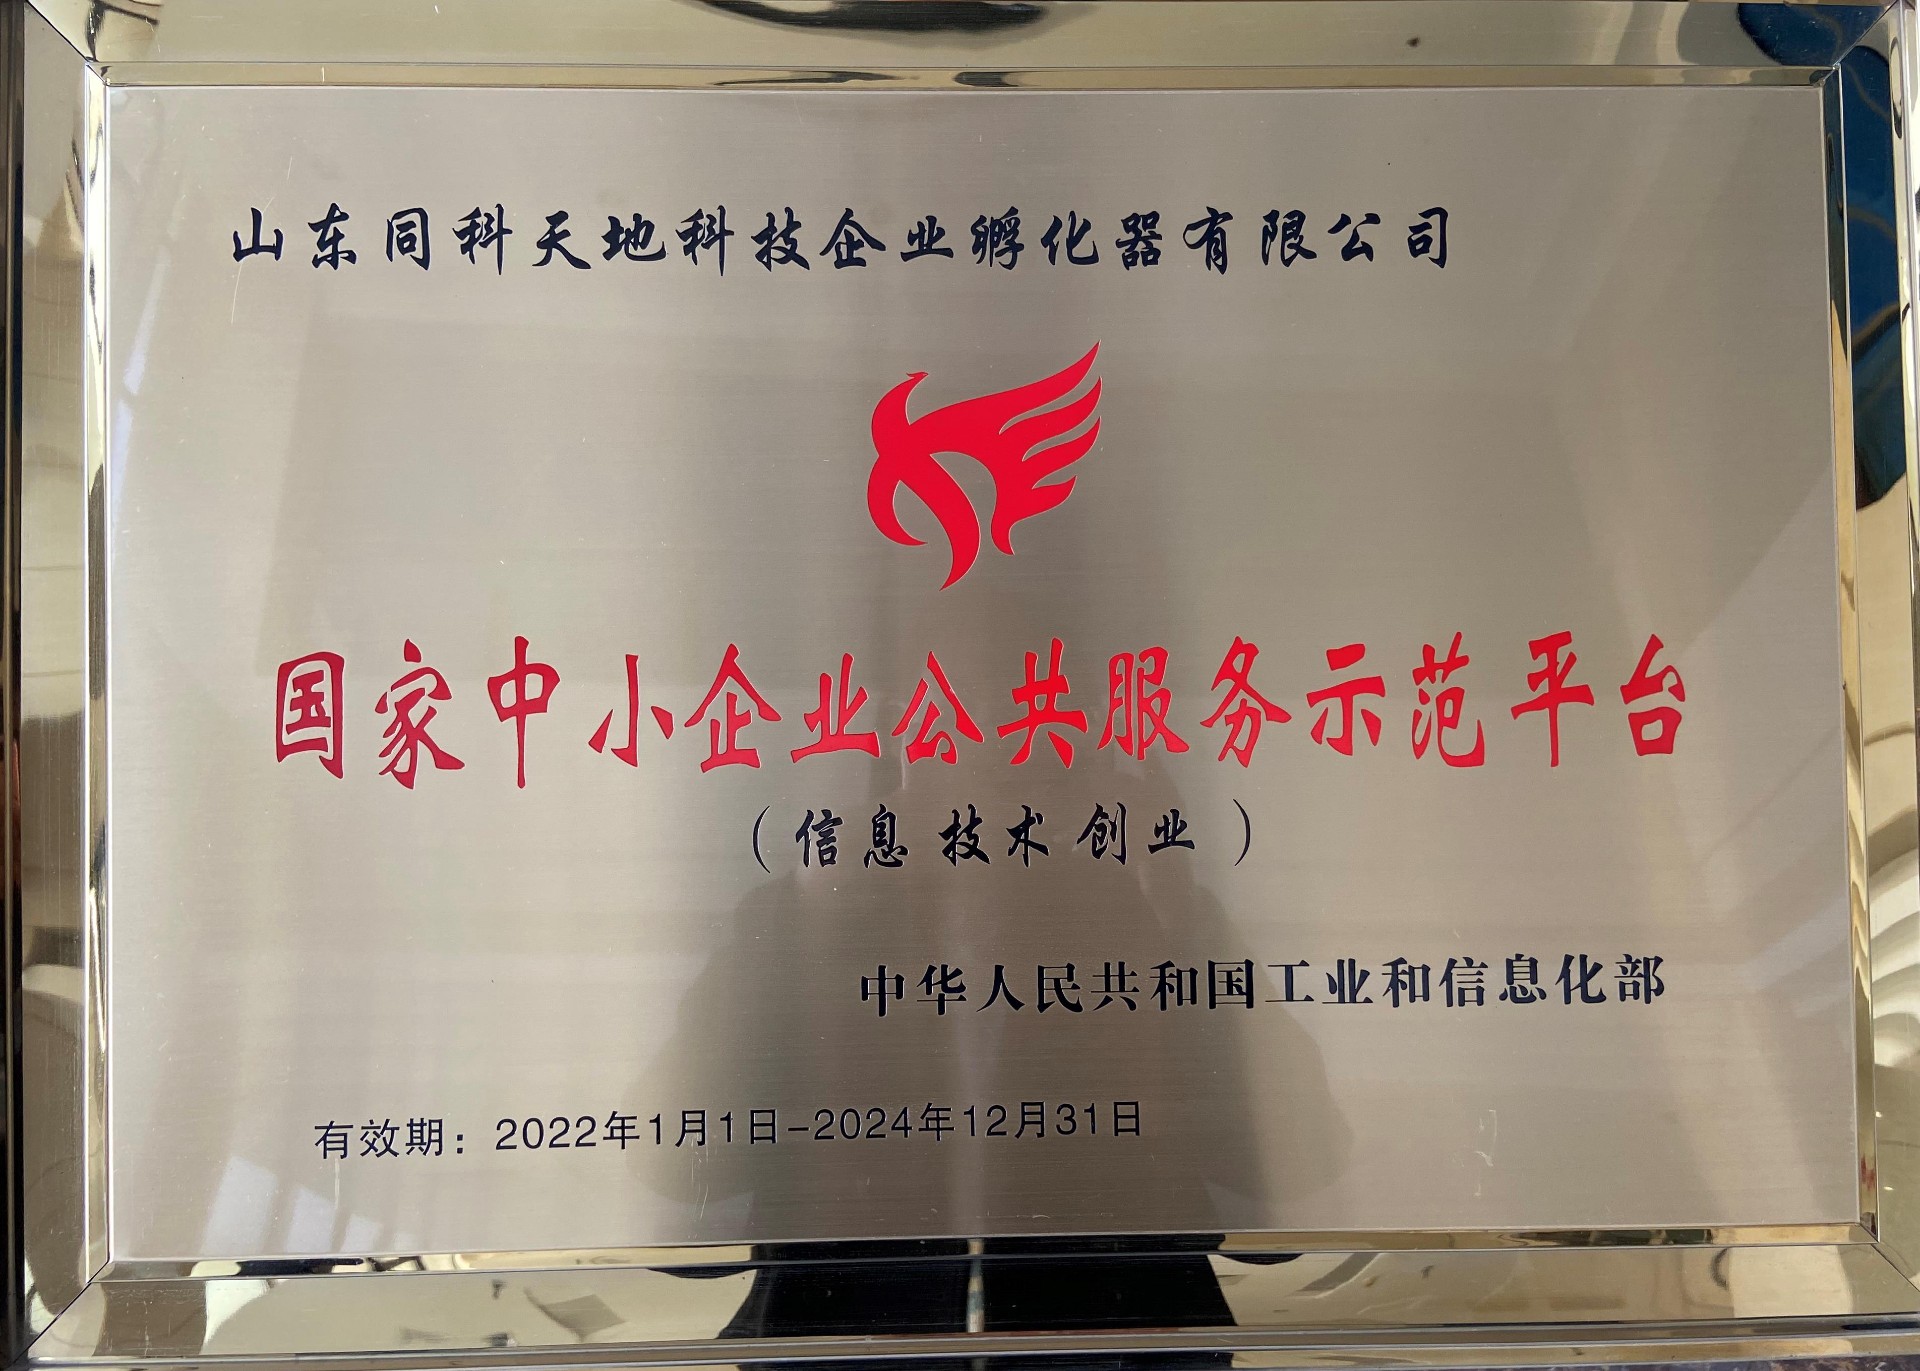 山东同科天地科技企业孵化器有限公司
国家中小企业公共服务示范平台
（信息 技术 创业）
中华人民共和国工业和信息化部
有效期：2022年1月1日-2024年12月31日